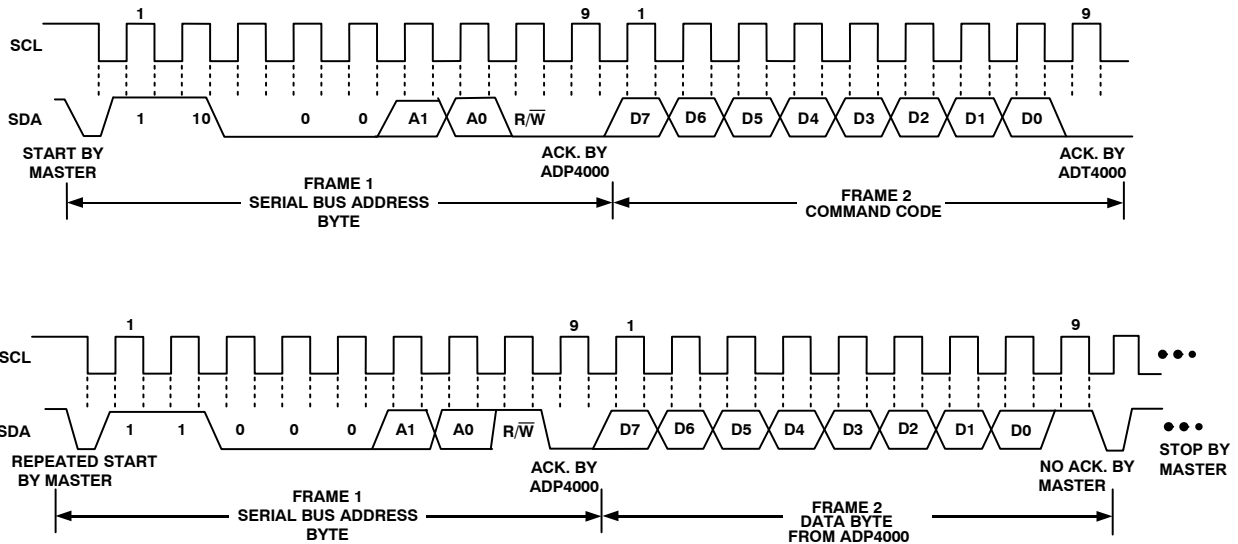 1 9 1 9
SCL
SDA 1 10 0 0 A1 A0 R/W̅ D7 D6 D5 D4 D3 D2 D1 D0
START BY
MASTER
ACK. BY
ADP4000
ACK. BY
ADT4000
FRAME 1
SERIAL BUS ADDRESS
BYTE
FRAME 2
COMMAND CODE
1 9 1 9
SCL
SDA 1 1 0 0 0 A1 A0 R/W̅ D7 D6 D5 D4 D3 D2 D1 D0
REPEATED START
BY MASTER
ACK. BY
ADP4000
NO ACK. BY
MASTER
STOP BY
MASTER
FRAME 1
SERIAL BUS ADDRESS
BYTE
FRAME 2
DATA BYTE
FROM ADP4000